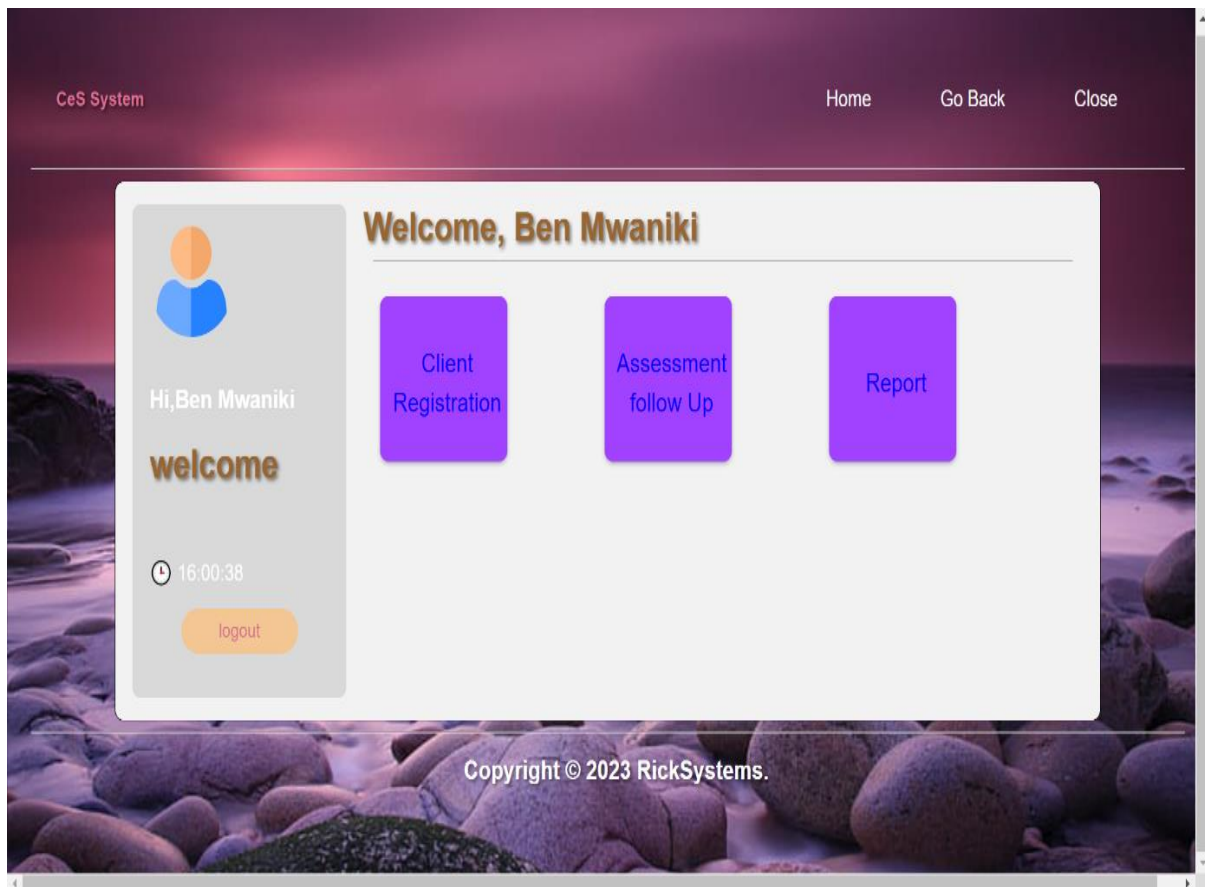 CeS System
Home Go Back Close
Welcome, Ben Mwaniki
Hi,Ben Mwaniki
welcome
16:00:38
logout
Client
Registration
Assessment
follow Up
Report
Copyright © 2023 RickSystems.